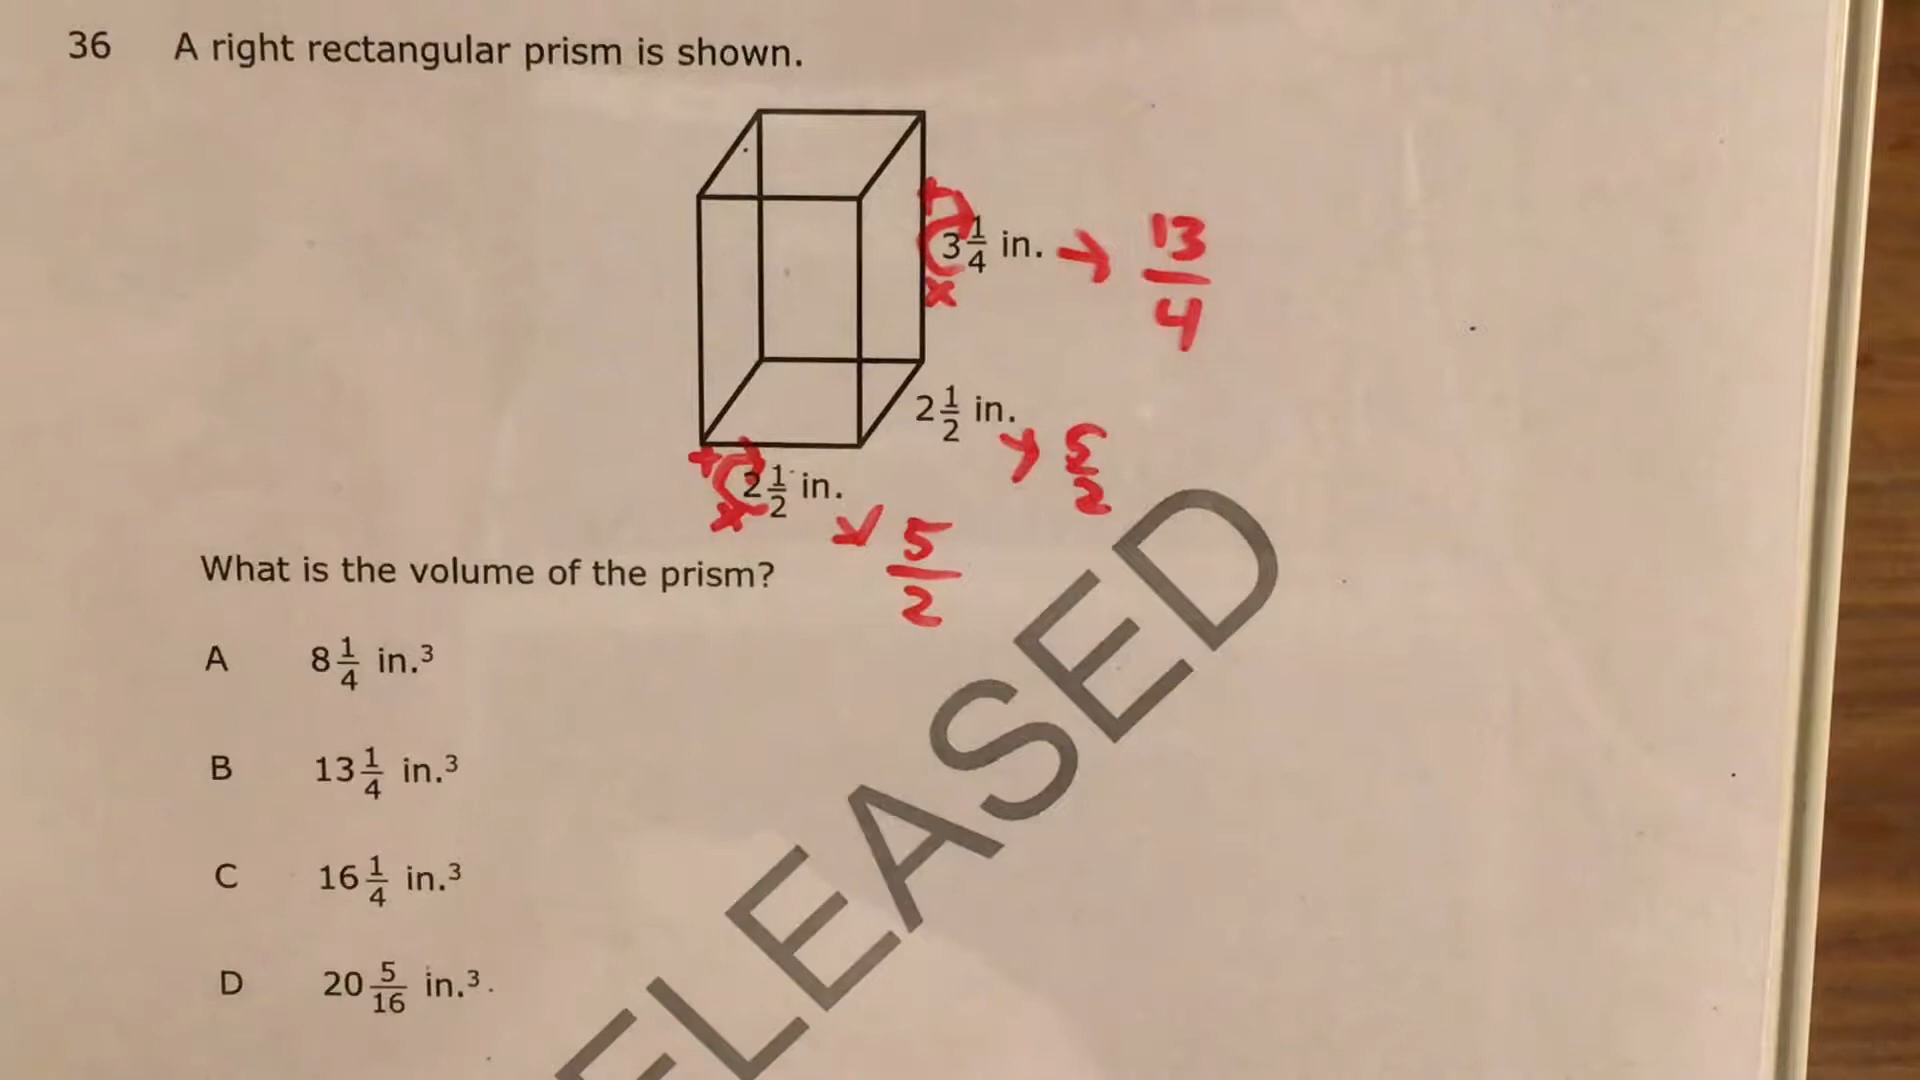 36 A right rectangular prism is shown.
3 1/4 in. → 13/4
2 1/2 in. → 5/2
2 1/2 in. → 5/2
+
x
+
x
What is the volume of the prism?
A 8 1/4 in.³
B 13 1/4 in.³
C 16 1/4 in.³
D 20 5/16 in.³
ELEASED